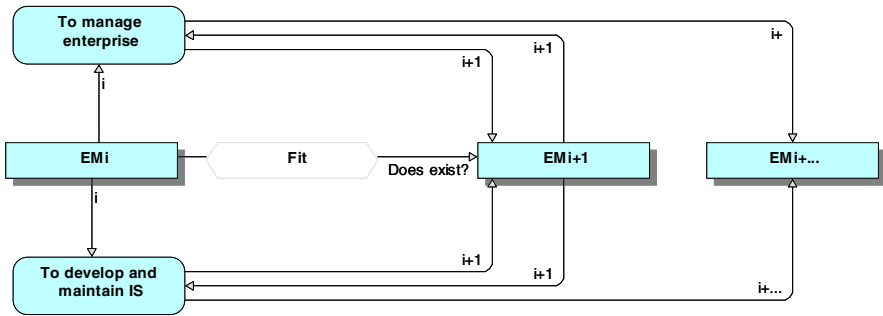 To manage
enterprise
i+
i+1
i+1
i
EMi
Fit
Does exist?
EMi+1
EMi+...
i
To develop and
maintain IS
i+1
i+1
i+...